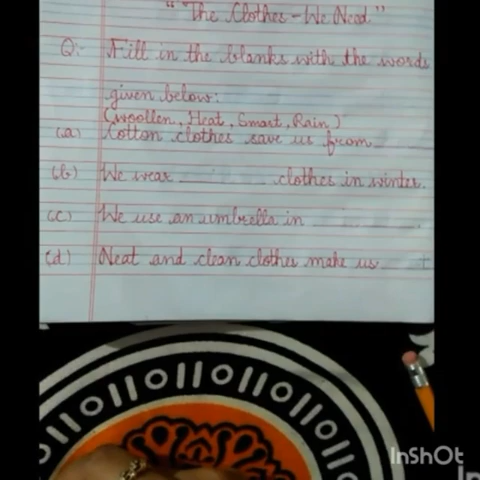 "The Clothes - We Need"
Q:- Fill in the blanks with the words
given below:
(Woollen, Heat, Smart, Rain)
(a) Cotton clothes save us from
(b) We wear ________ clothes in winter.
(c) We use an umbrella in ________.
(d) Neat and clean clothes make us
InShOt